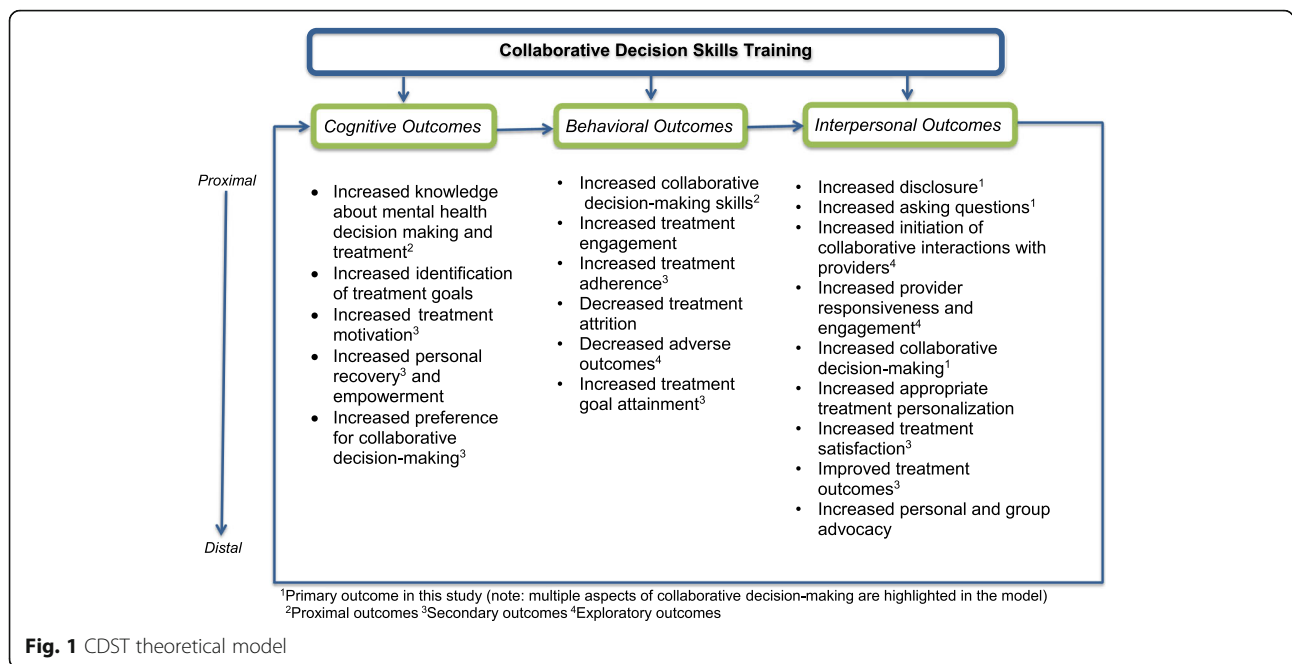 Collaborative Decision Skills Training
Cognitive Outcomes
Behavioral Outcomes
Interpersonal Outcomes
Proximal
Distal
• Increased knowledge
about mental health
decision making and
treatment²
• Increased identification
of treatment goals
• Increased treatment
motivation³
• Increased personal
recovery³ and
empowerment
• Increased preference
for collaborative
decision-making³
• Increased collaborative
decision-making skills²
• Increased treatment
engagement
• Increased treatment
adherence³
• Decreased treatment
attrition
• Decreased adverse
outcomes⁴
• Increased treatment
goal attainment³
• Increased disclosure¹
• Increased asking questions¹
• Increased initiation of
collaborative interactions with
providers⁴
• Increased provider
responsiveness and
engagement⁴
• Increased collaborative
decision-making¹
• Increased appropriate
treatment personalization
• Increased treatment
satisfaction³
• Improved treatment
outcomes³
• Increased personal and group
advocacy
¹Primary outcome in this study (note: multiple aspects of collaborative decision-making are highlighted in the model)
²Proximal outcomes ³Secondary outcomes ⁴Exploratory outcomes
Fig. 1 CDST theoretical model